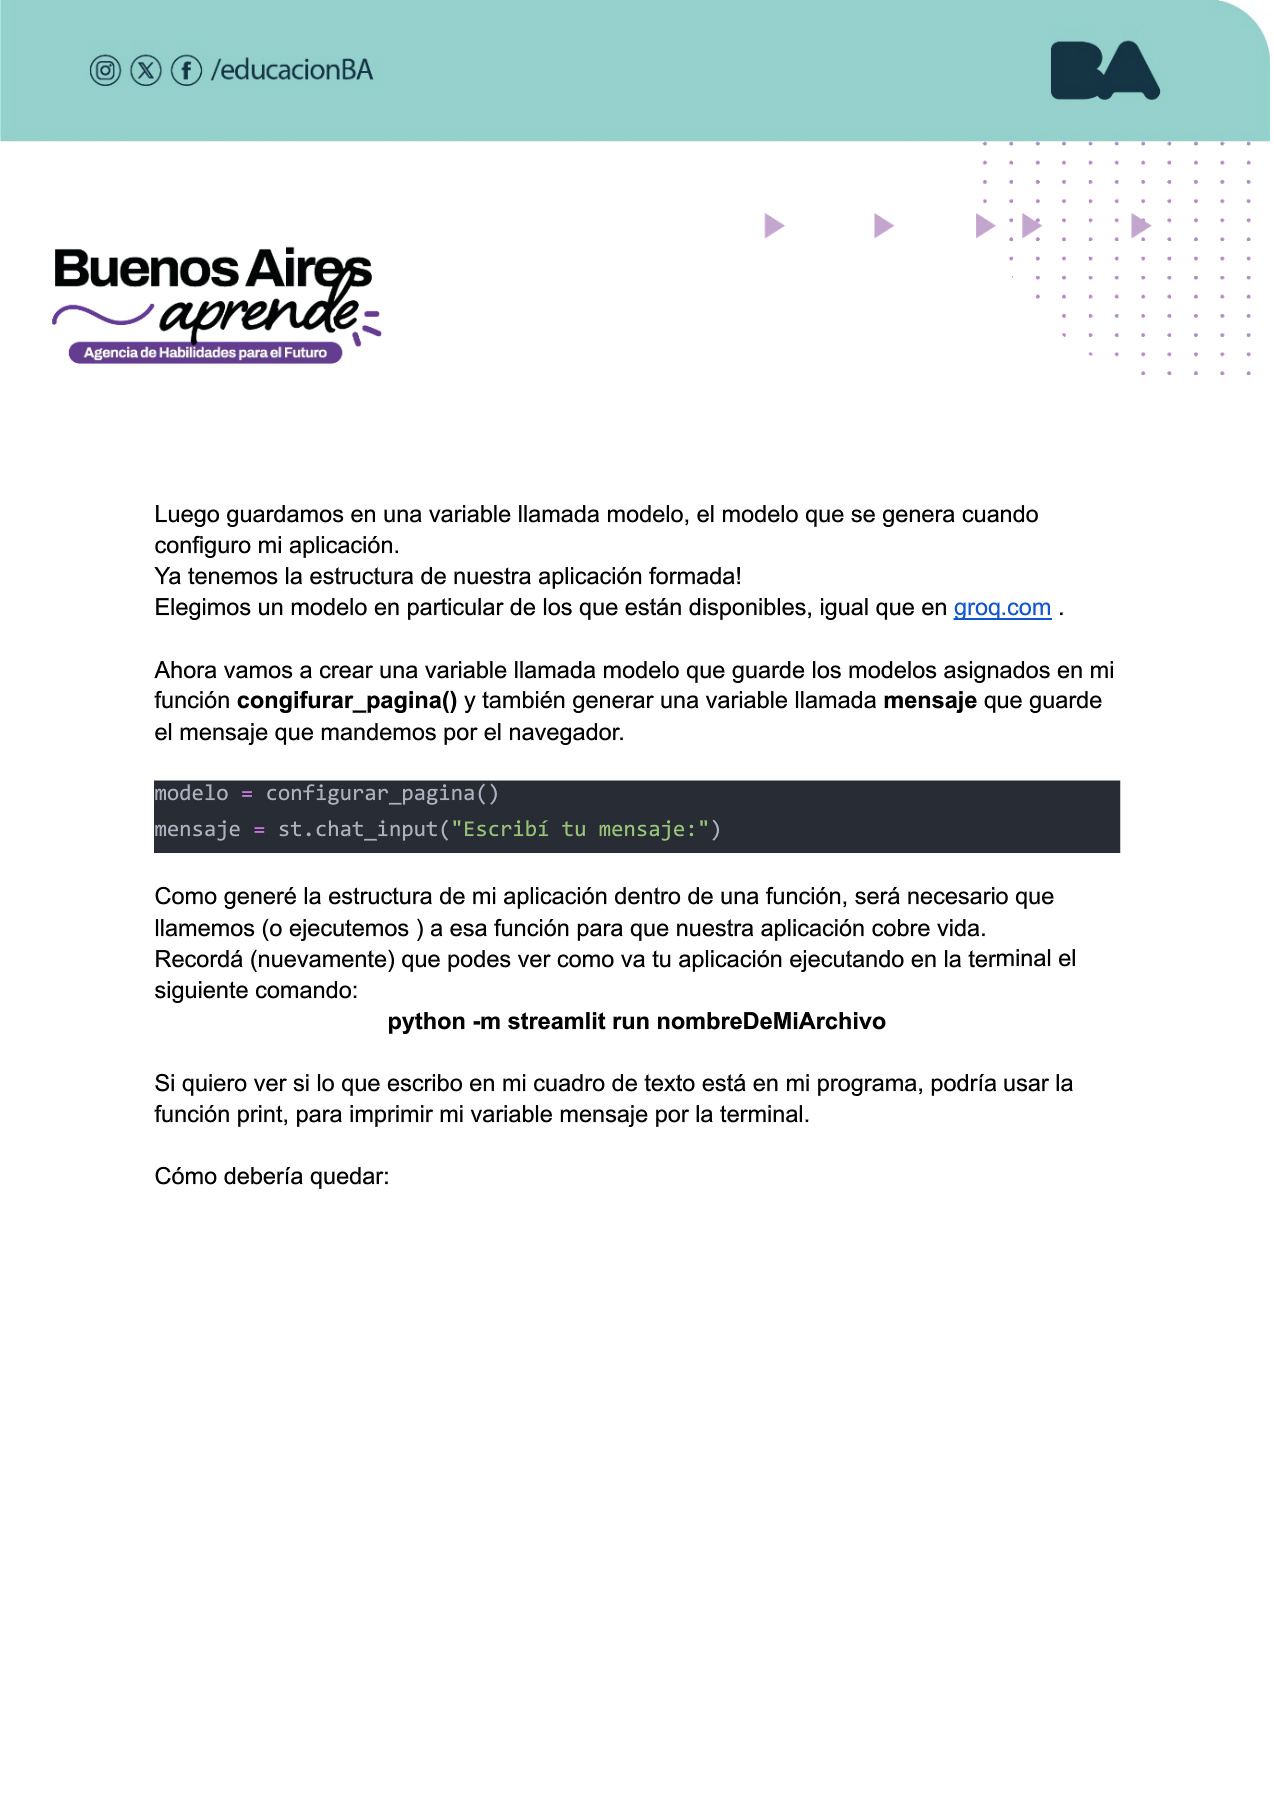 /educacionBA
BA
Buenos Aires
aprende
Agencia de Habilidades para el Futuro
Luego guardamos en una variable llamada modelo, el modelo que se genera cuando
configuro mi aplicación.
Ya tenemos la estructura de nuestra aplicación formada!
Elegimos un modelo en particular de los que están disponibles, igual que en groq.com .
Ahora vamos a crear una variable llamada modelo que guarde los modelos asignados en mi
función congifurar_pagina() y también generar una variable llamada mensaje que guarde
el mensaje que mandemos por el navegador.
modelo = configurar_pagina()
mensaje = st.chat_input("Escribí tu mensaje:")
Como generé la estructura de mi aplicación dentro de una función, será necesario que
llamemos (o ejecutemos ) a esa función para que nuestra aplicación cobre vida.
Recordá (nuevamente) que podes ver como va tu aplicación ejecutando en la terminal el
siguiente comando:
python -m streamlit run nombreDeMiArchivo
Si quiero ver si lo que escribo en mi cuadro de texto está en mi programa, podría usar la
función print, para imprimir mi variable mensaje por la terminal.
Cómo debería quedar: